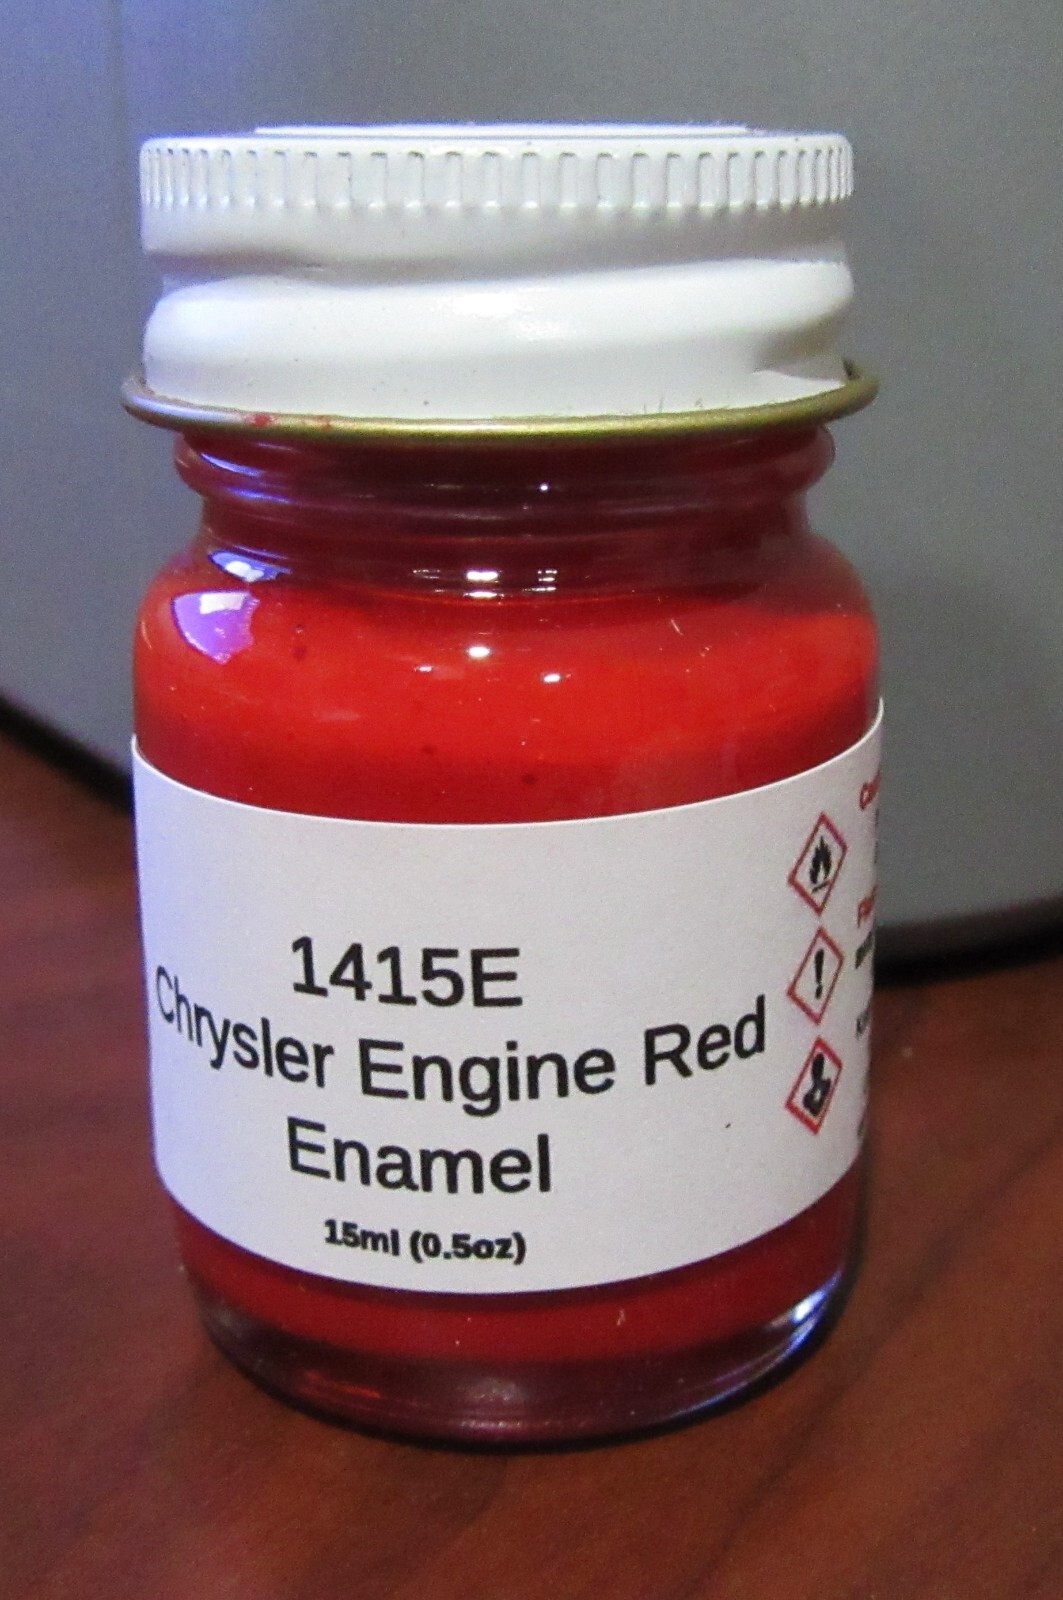 1415E
Chrysler Engine Red
Enamel
15ml (0.5oz)